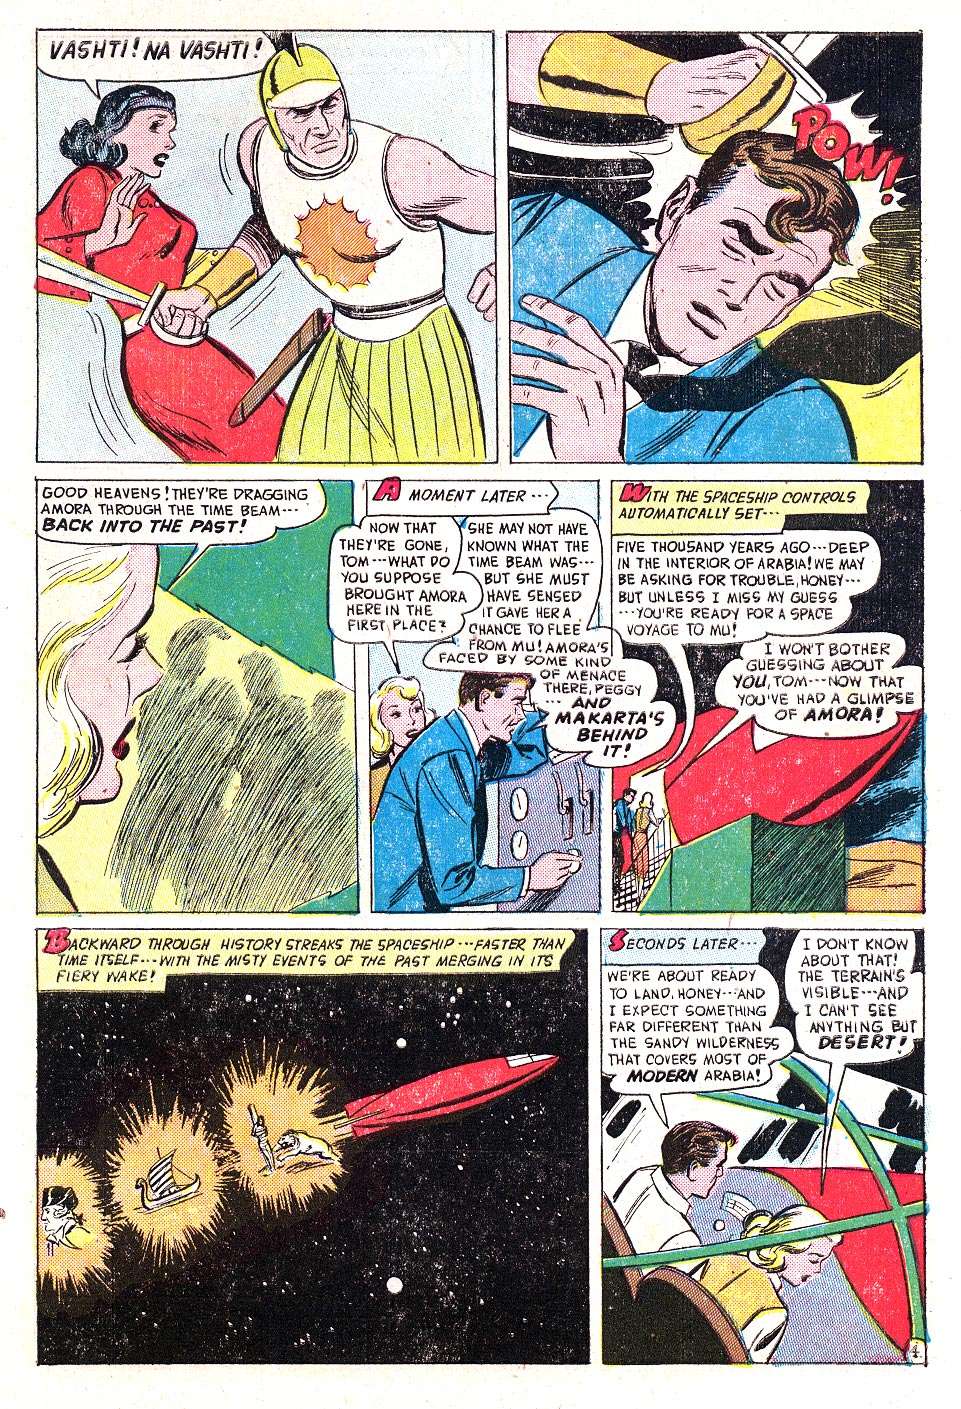 VASHTI! NA VASHTI!
POW!
GOOD HEAVENS! THEY'RE DRAGGING
AMORA THROUGH THE TIME BEAM---
BACK INTO THE PAST!
A MOMENT LATER ---
NOW THAT
THEY'RE GONE,
TOM---WHAT DO
YOU SUPPOSE
BROUGHT AMORA
HERE IN THE
FIRST PLACE?
SHE MAY NOT HAVE
KNOWN WHAT THE
TIME BEAM WAS---
BUT SHE MUST
HAVE SENSED
IT GAVE HER A
CHANCE TO FLEE
FROM MU! AMORA'S
FACED BY SOME KIND
OF MENACE
THERE, PEGGY
--- AND
MAKARTA'S
BEHIND
IT!
WITH THE SPACESHIP CONTROLS
AUTOMATICALLY SET---
FIVE THOUSAND YEARS AGO---DEEP
IN THE INTERIOR OF ARABIA! WE MAY
BE ASKING FOR TROUBLE, HONEY---
BUT UNLESS I MISS MY GUESS
---YOU'RE READY FOR A SPACE
VOYAGE TO MU!
I WON'T BOTHER
GUESSING ABOUT
YOU, TOM---NOW THAT
YOU'VE HAD A GLIMPSE
OF AMORA!
BACKWARD THROUGH HISTORY STREAKS THE SPACESHIP---FASTER THAN
TIME ITSELF---WITH THE MISTY EVENTS OF THE PAST MERGING IN ITS
FIERY WAKE!
SECONDS LATER---
WE'RE ABOUT READY
TO LAND, HONEY---AND
I EXPECT SOMETHING
FAR DIFFERENT THAN
THE SANDY WILDERNESS
THAT COVERS MOST OF
MODERN ARABIA!
I DON'T KNOW
ABOUT THAT!
THE TERRAIN'S
VISIBLE---AND
I CAN'T SEE
ANYTHING BUT
DESERT!
4